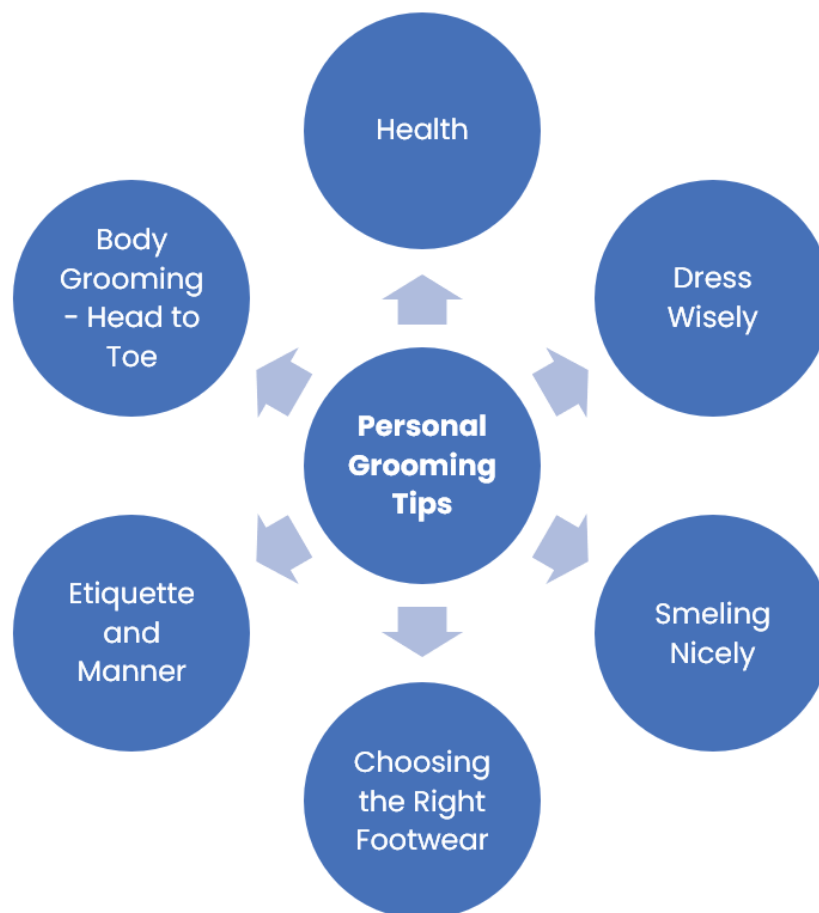 Health
Body
Grooming
- Head to
Toe
Dress
Wisely
Personal
Grooming
Tips
Etiquette
and
Manner
Smeling
Nicely
Choosing
the Right
Footwear